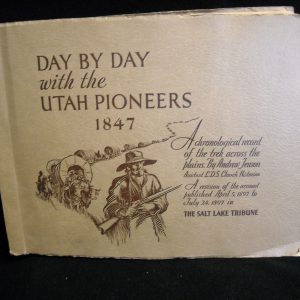 DAY BY DAY
with the
UTAH PIONEERS
1847
A chronological record
of the trek across the
plains. By Andrew Jenson
Assistant L.D.S. Church Historian
A revision of the account
published April 5, 1897 to
July 24, 1897 in
THE SALT LAKE TRIBUNE